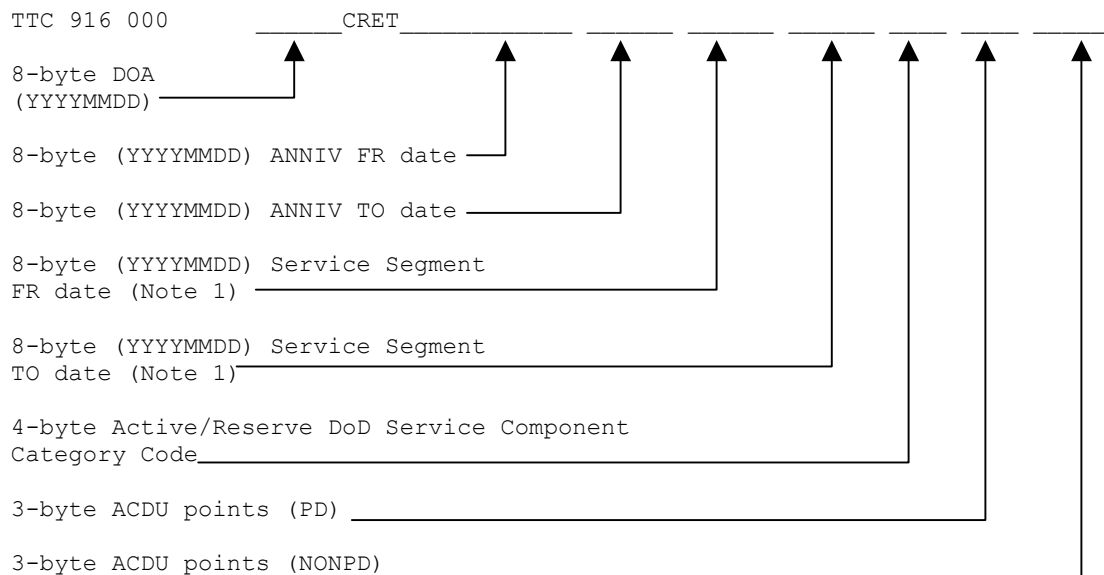 TTC 916 000 ______CRET____________ ______ ______ ______ ____ ____ _____
8-byte DOA
(YYYYMMDD)
8-byte (YYYYMMDD) ANNIV FR date
8-byte (YYYYMMDD) ANNIV TO date
8-byte (YYYYMMDD) Service Segment
FR date (Note 1)
8-byte (YYYYMMDD) Service Segment
TO date (Note 1)
4-byte Active/Reserve DoD Service Component
Category Code
3-byte ACDU points (PD)
3-byte ACDU points (NONPD)